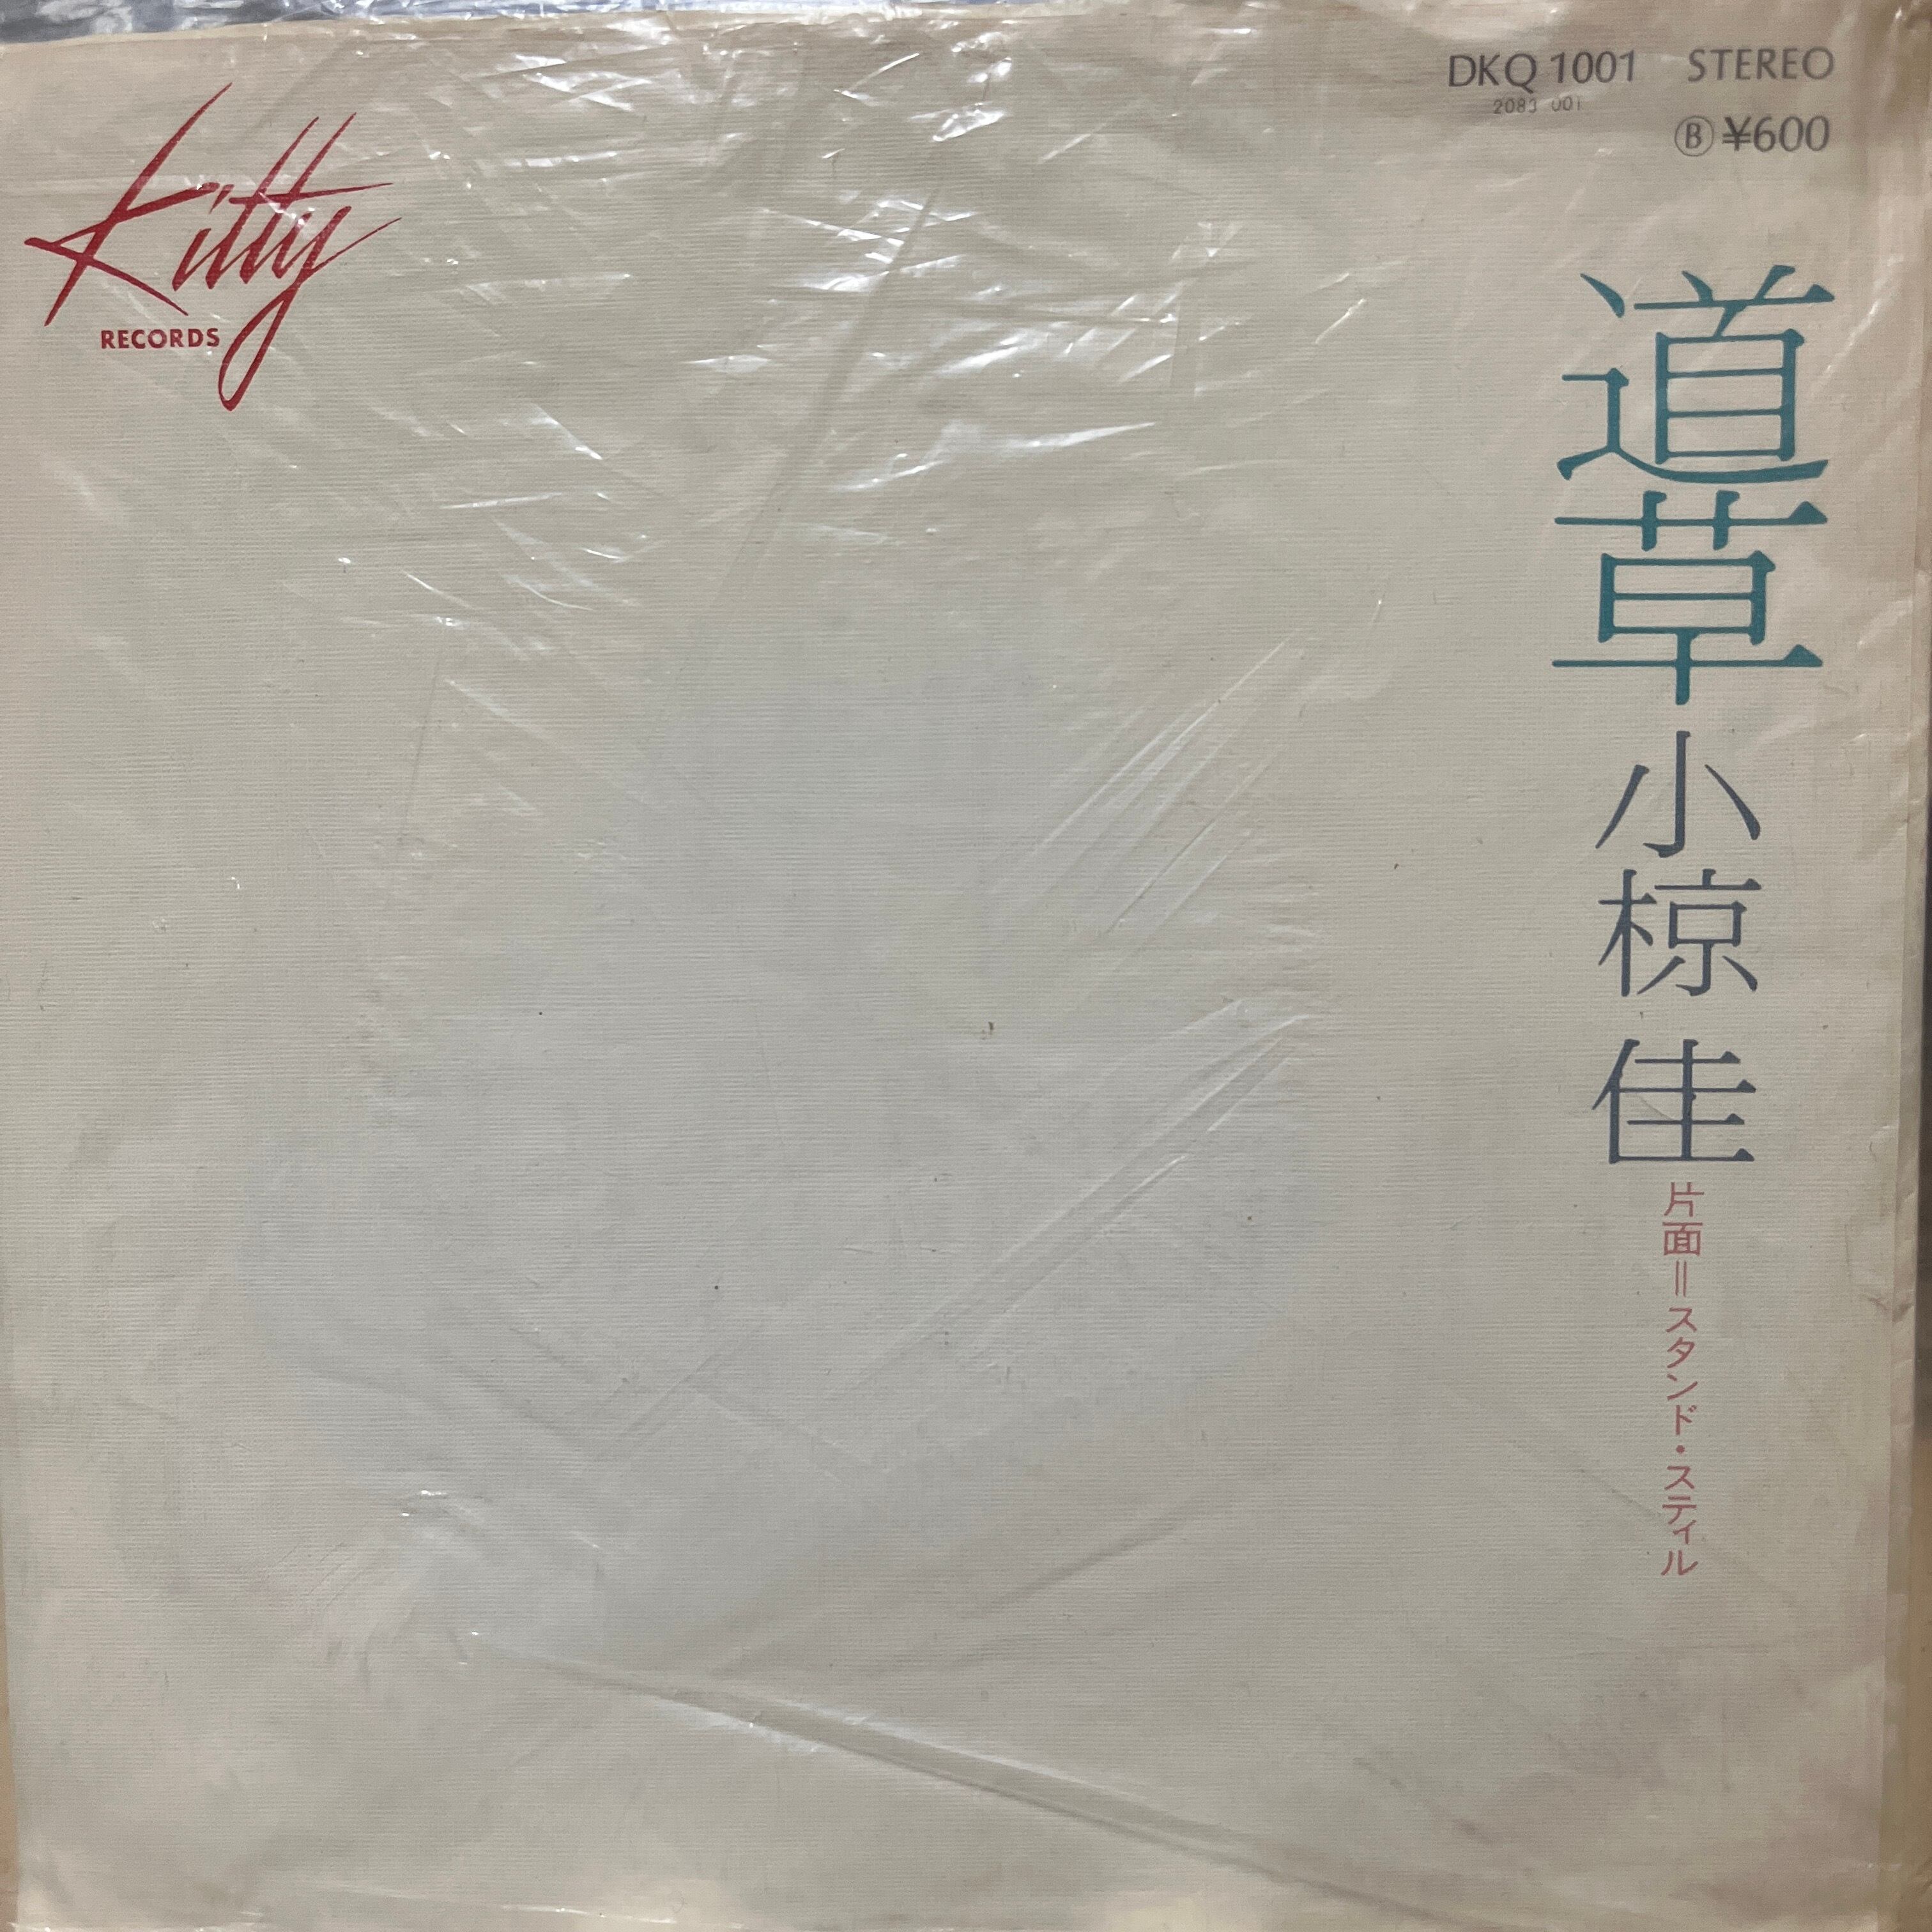 Kitty
RECORDS
DKQ 1001 STEREO
2083 001
Ⓑ¥600
道草
小椋佳
片面=スタンド・スティル